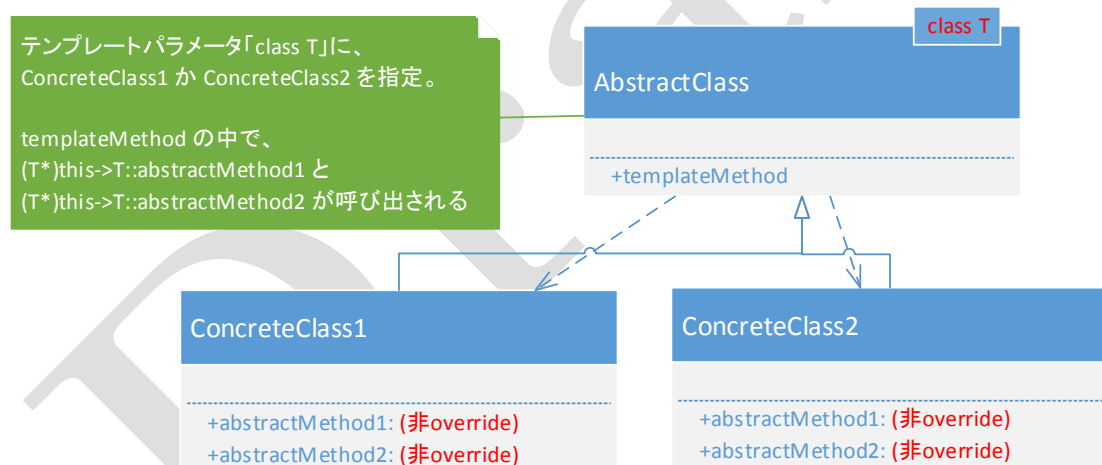 テンプレートパラメータ「class T」に、
ConcreteClass1 か ConcreteClass2 を指定。
templateMethod の中で、
(T*)this->T::abstractMethod1 と
(T*)this->T::abstractMethod2 が呼び出される
class T
AbstractClass
+templateMethod
ConcreteClass1
+abstractMethod1: (非override)
+abstractMethod2: (非override)
ConcreteClass2
+abstractMethod1: (非override)
+abstractMethod2: (非override)